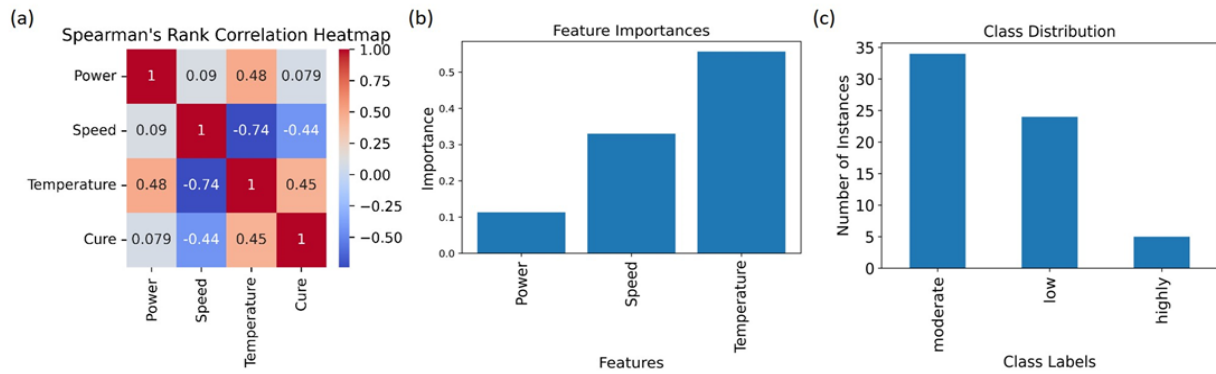 (a)
Spearman's Rank Correlation Heatmap
Power
Speed
Temperature
Cure
1 0.09 0.48 0.079
0.09 1 -0.74 -0.44
0.48 -0.74 1 0.45
0.079 -0.44 0.45 1
Power
Speed
Temperature
Cure
1.00
0.75
0.50
0.25
0.00
−0.25
−0.50
(b)
Feature Importances
Importance
0.5
0.4
0.3
0.2
0.1
0.0
Power
Speed
Temperature
Features
(c)
Class Distribution
Number of Instances
35
30
25
20
15
10
5
0
moderate
low
highly
Class Labels